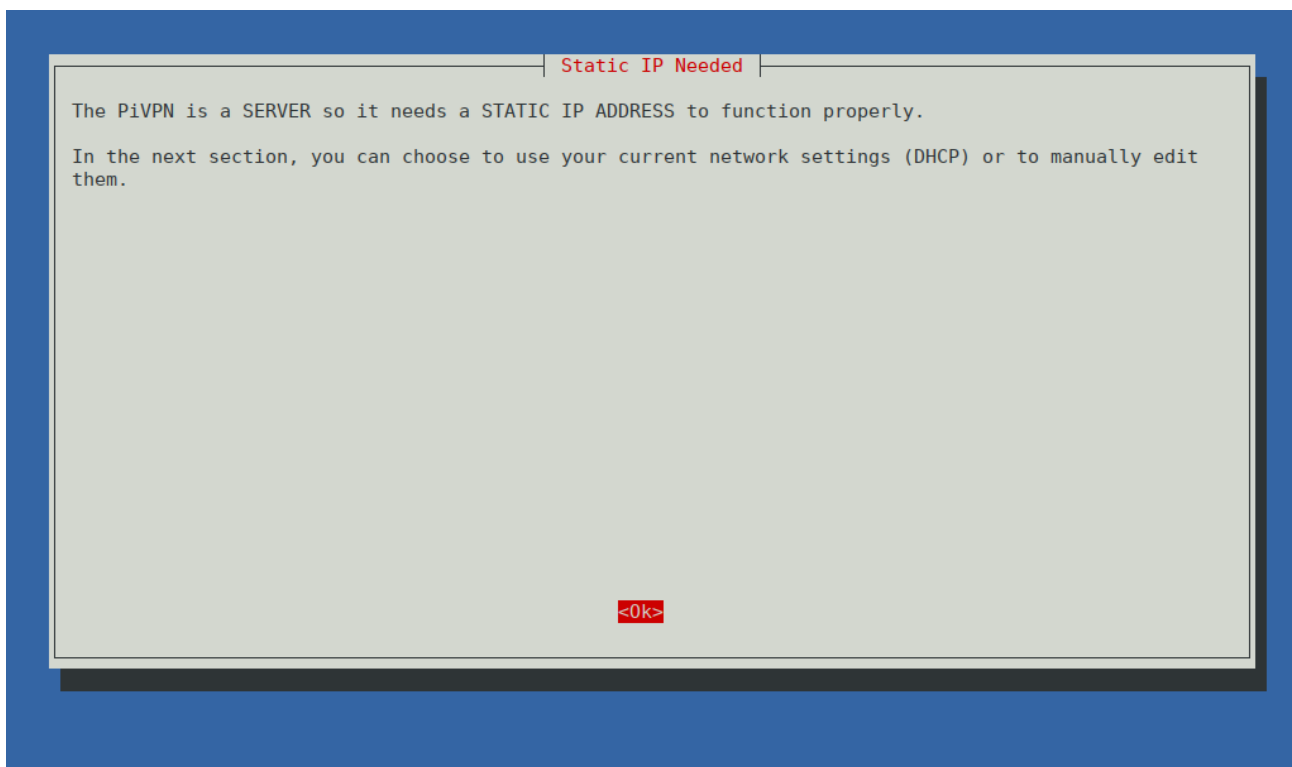 Static IP Needed
The PiVPN is a SERVER so it needs a STATIC IP ADDRESS to function properly.
In the next section, you can choose to use your current network settings (DHCP) or to manually edit
them.
<Ok>